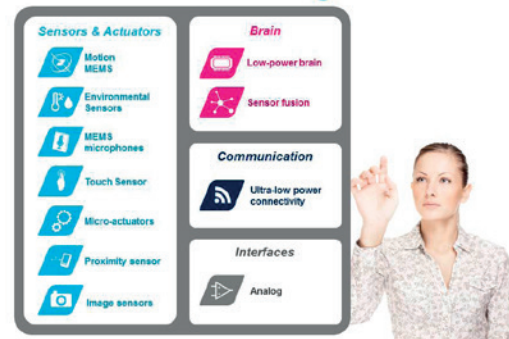 Sensors & Actuators
Motion
MEMS
Environmental
Sensors
MEMS
microphones
Touch Sensor
Micro-actuators
Proximity sensor
Image sensors
Brain
Low-power brain
Sensor fusion
Communication
Ultra-low power
connectivity
Interfaces
Analog